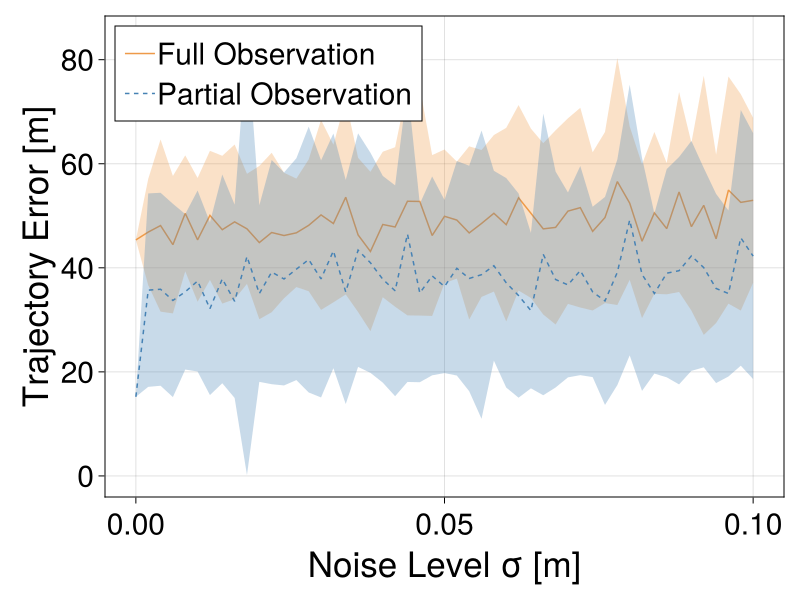 Full Observation
Partial Observation
Trajectory Error [m]
80
60
40
20
0
0.00
0.05
0.10
Noise Level σ [m]